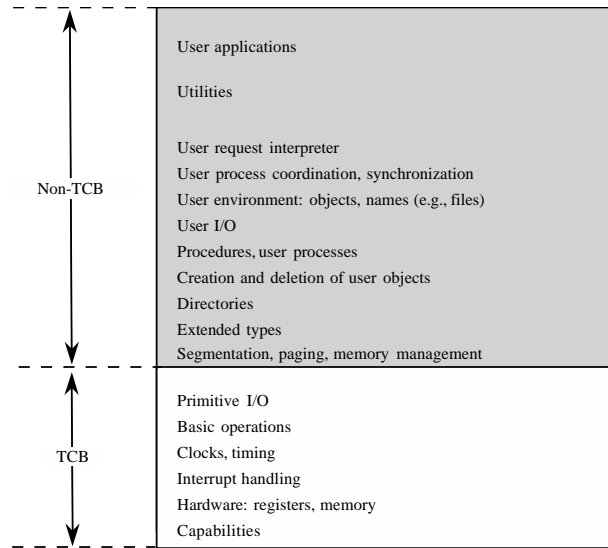 User applications
Utilities
User request interpreter
User process coordination, synchronization
Non-TCB
User environment: objects, names (e.g., files)
User I/O
Procedures, user processes
Creation and deletion of user objects
Directories
Extended types
Segmentation, paging, memory management
Primitive I/O
Basic operations
TCB
Clocks, timing
Interrupt handling
Hardware: registers, memory
Capabilities